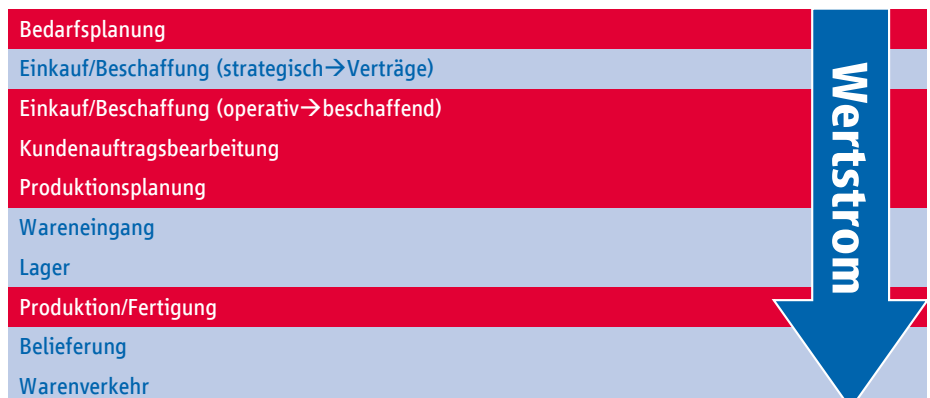 Bedarfsplanung
Einkauf/Beschaffung (strategisch→Verträge)
Einkauf/Beschaffung (operativ→beschaffend)
Kundenauftragsbearbeitung
Produktionsplanung
Wareneingang
Lager
Produktion/Fertigung
Belieferung
Warenverkehr
Wertstrom